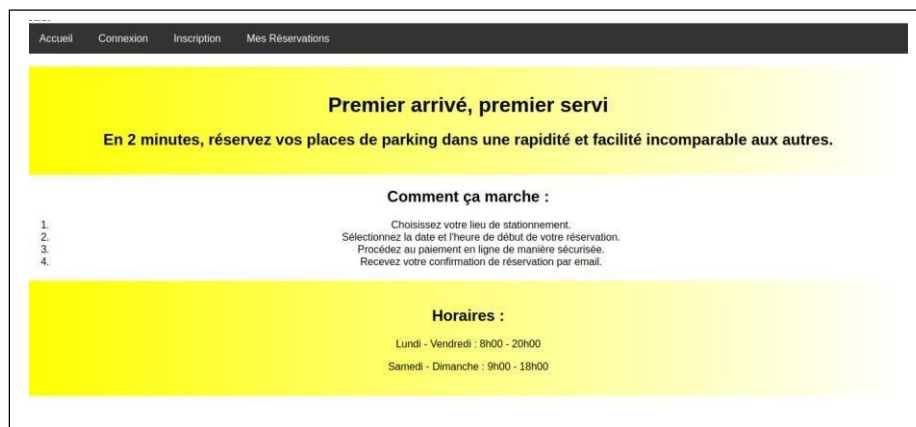 Accueil Connexion Inscription Mes Réservations
Premier arrivé, premier servi
En 2 minutes, réservez vos places de parking dans une rapidité et facilité incomparable aux autres.
Comment ça marche :
1. Choisissez votre lieu de stationnement.
2. Sélectionnez la date et l'heure de début de votre réservation.
3. Procédez au paiement en ligne de manière sécurisée.
4. Recevez votre confirmation de réservation par email.
Horaires :
Lundi - Vendredi : 8h00 - 20h00
Samedi - Dimanche : 9h00 - 18h00